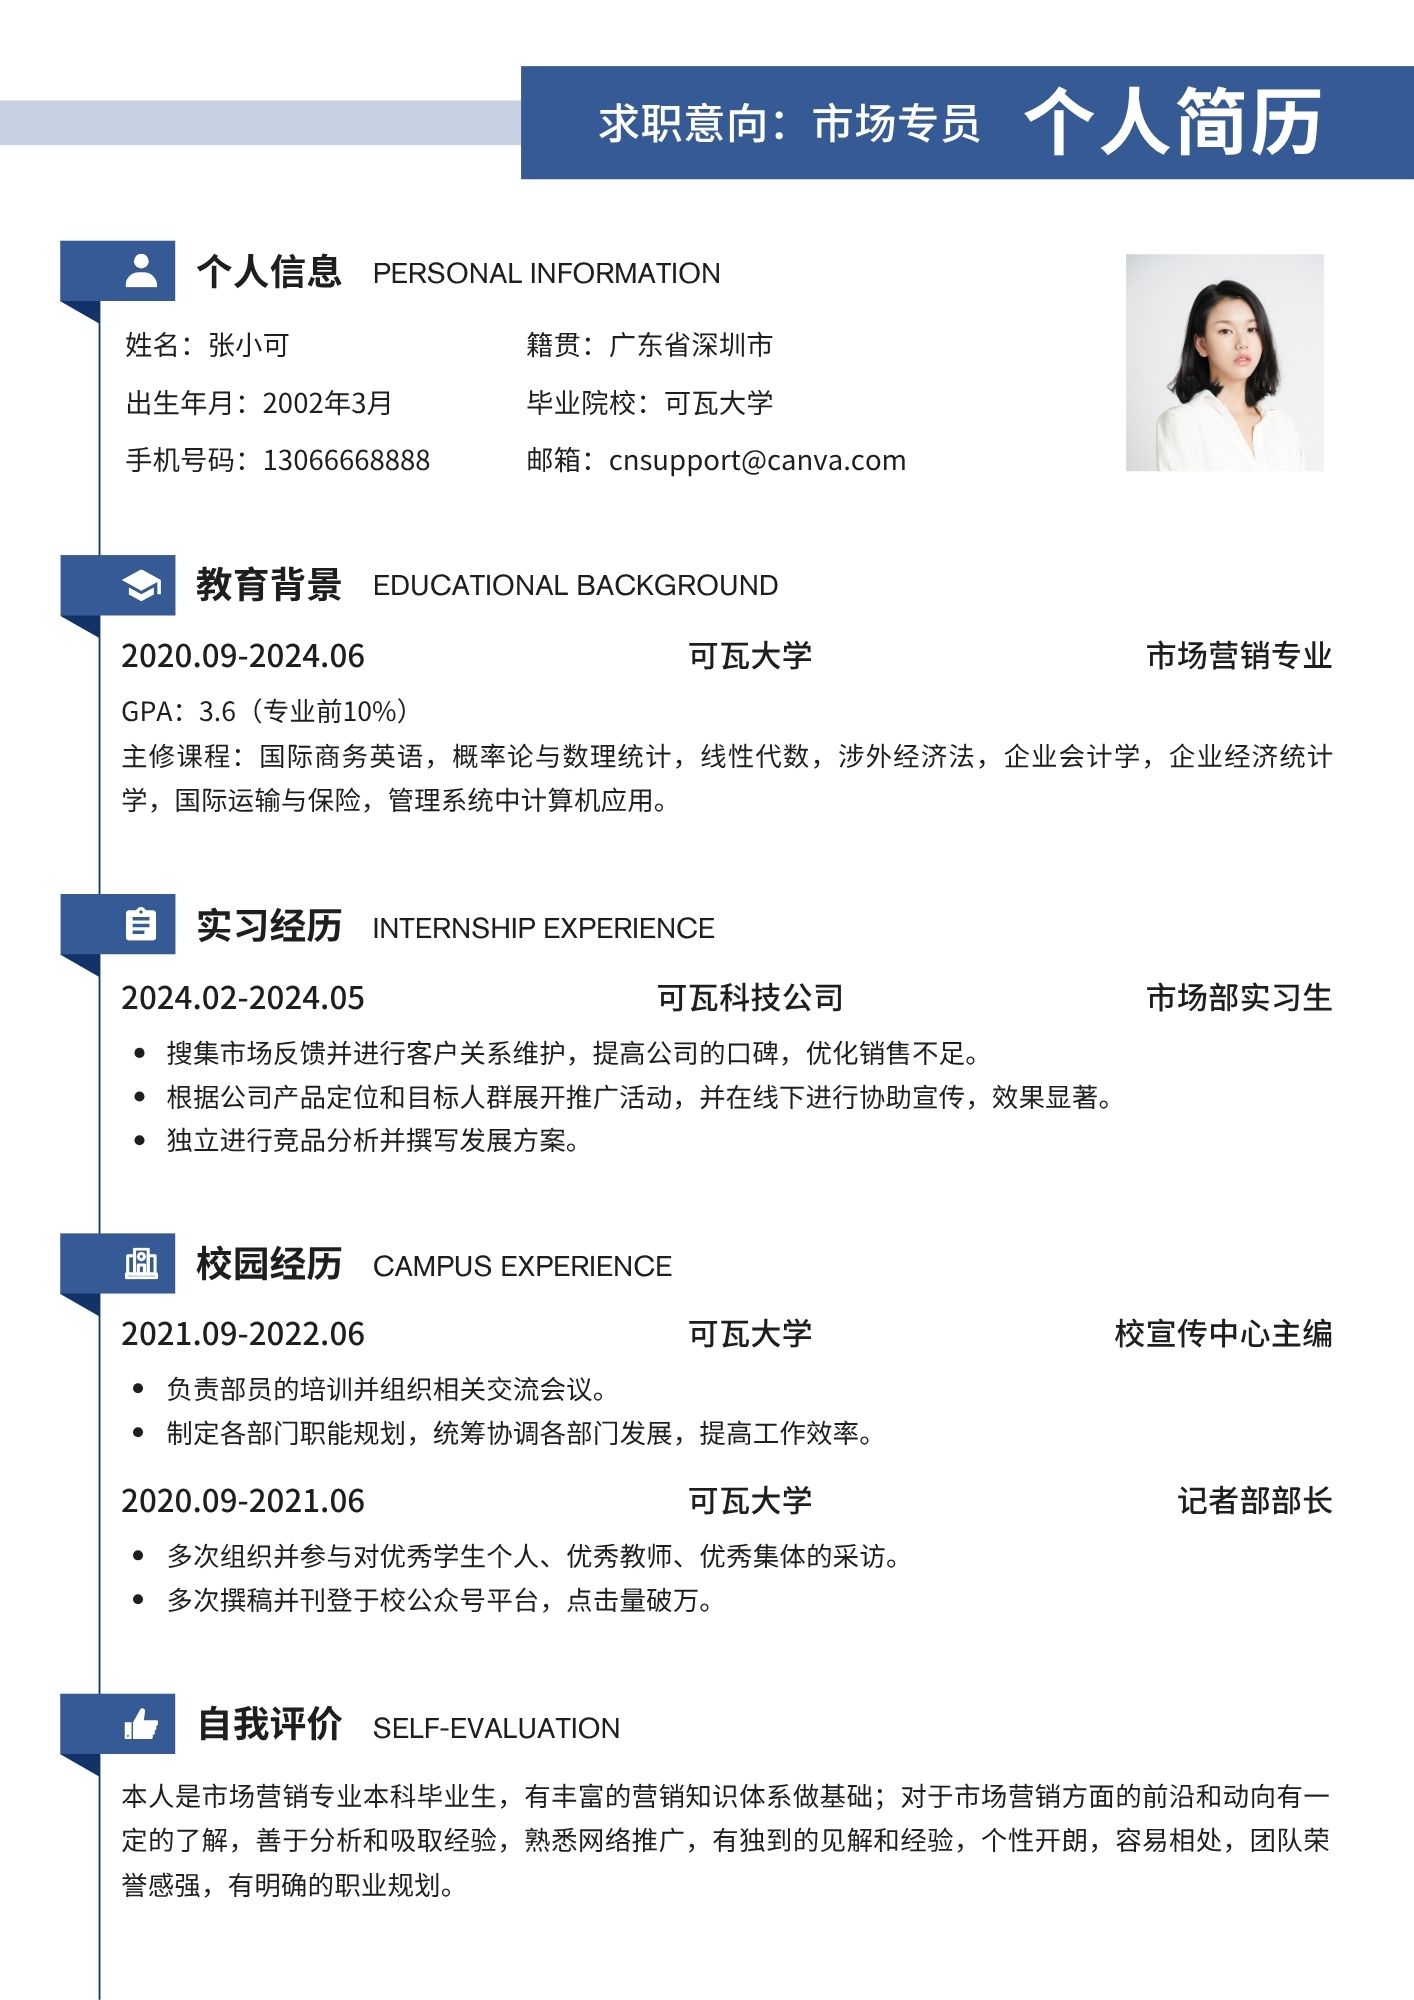 求职意向：市场专员 个人简历
个人信息 PERSONAL INFORMATION
姓名：张小可 籍贯：广东省深圳市
出生年月：2002年3月 毕业院校：可瓦大学
手机号码：13066668888 邮箱：cnsupport@canva.com
教育背景 EDUCATIONAL BACKGROUND
2020.09-2024.06 可瓦大学 市场营销专业
GPA：3.6（专业前10%）
主修课程：国际商务英语，概率论与数理统计，线性代数，涉外经济法，企业会计学，企业经济统计
学，国际运输与保险，管理系统中计算机应用。
实习经历 INTERNSHIP EXPERIENCE
2024.02-2024.05 可瓦科技公司 市场部实习生
• 搜集市场反馈并进行客户关系维护，提高公司的口碑，优化销售不足。
• 根据公司产品定位和目标人群展开推广活动，并在线下进行协助宣传，效果显著。
• 独立进行竞品分析并撰写发展方案。
校园经历 CAMPUS EXPERIENCE
2021.09-2022.06 可瓦大学 校宣传中心主编
• 负责部员的培训并组织相关交流会议。
• 制定各部门职能规划，统筹协调各部门发展，提高工作效率。
2020.09-2021.06 可瓦大学 记者部部长
• 多次组织并参与对优秀学生个人、优秀教师、优秀集体的采访。
• 多次撰稿并刊登于校公众号平台，点击量破万。
自我评价 SELF-EVALUATION
本人是市场营销专业本科毕业生，有丰富的营销知识体系做基础；对于市场营销方面的前沿和动向有一
定的了解，善于分析和吸取经验，熟悉网络推广，有独到的见解和经验，个性开朗，容易相处，团队荣
誉感强，有明确的职业规划。